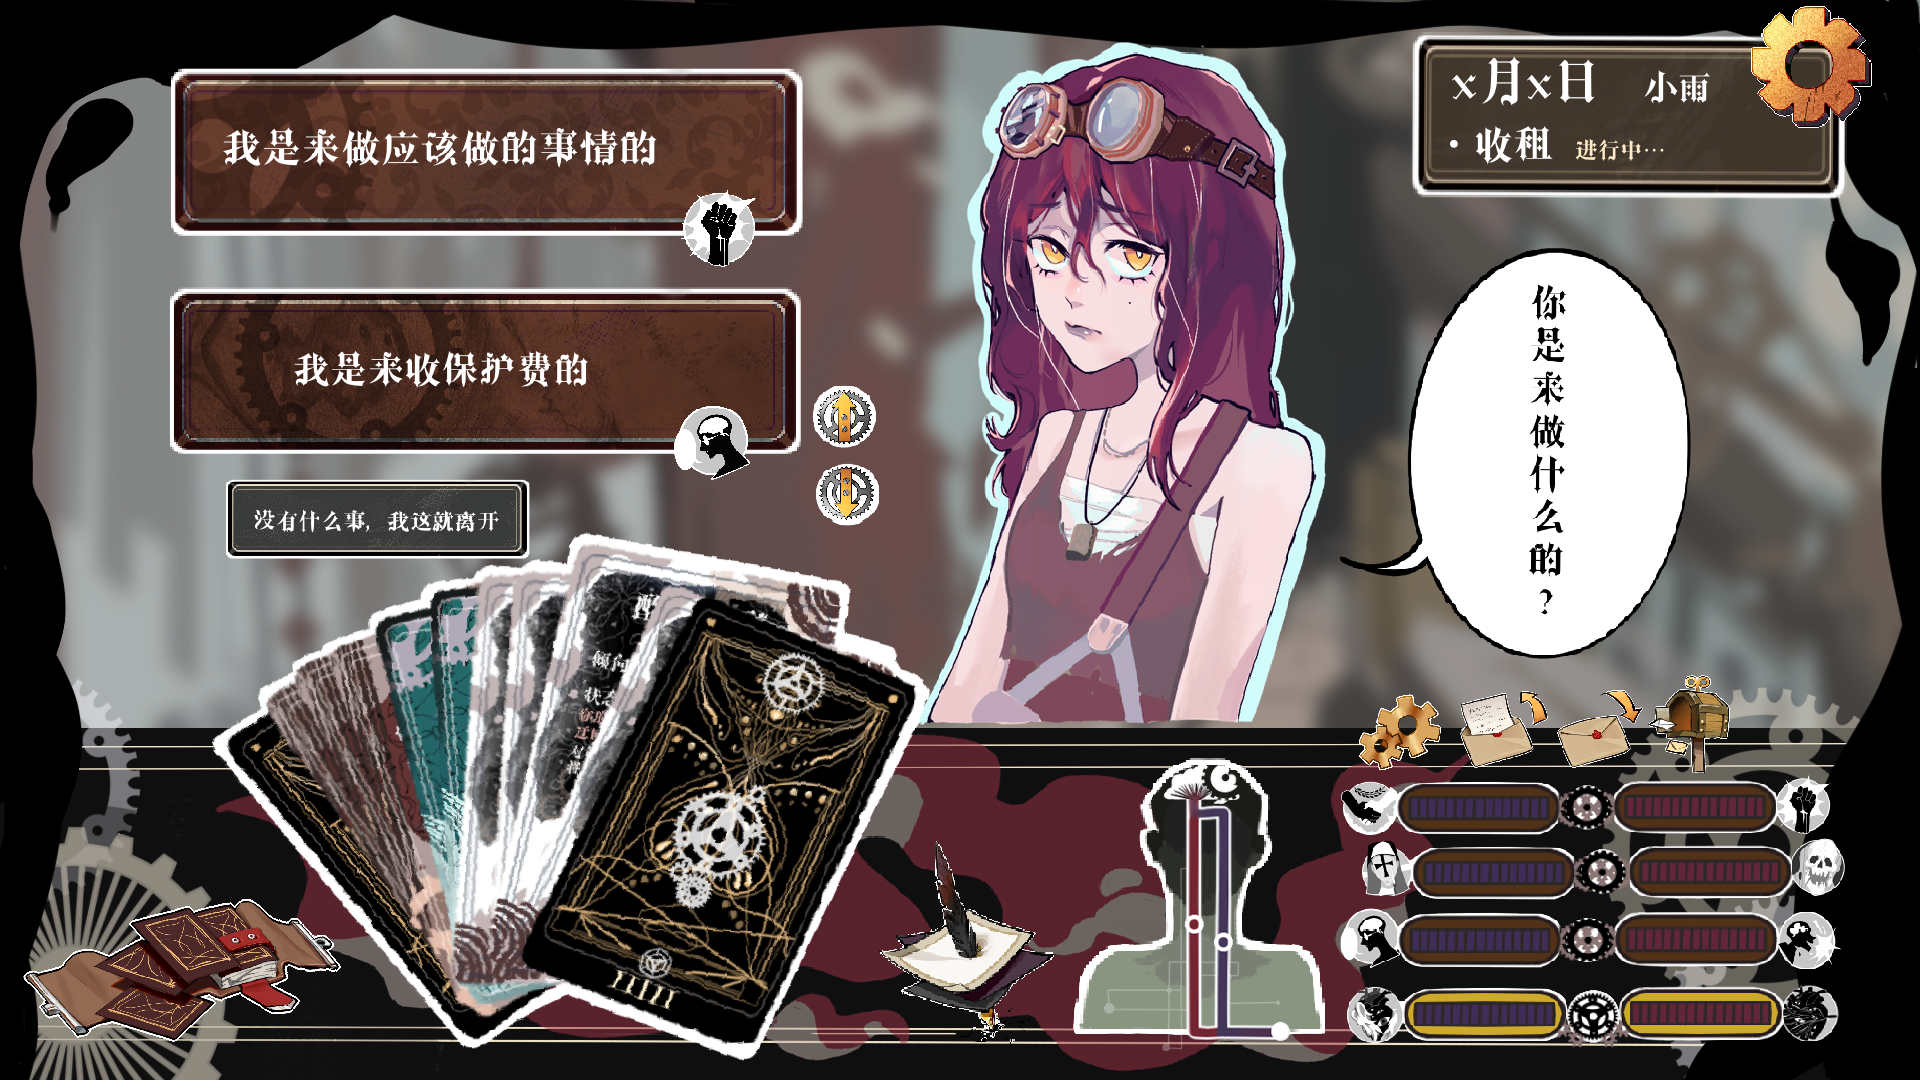 我是来做应该做的事情的
我是来收保护费的
没有什么事，我这就离开
x月x日 小雨
·收租 进行中…
你是来做什么的？